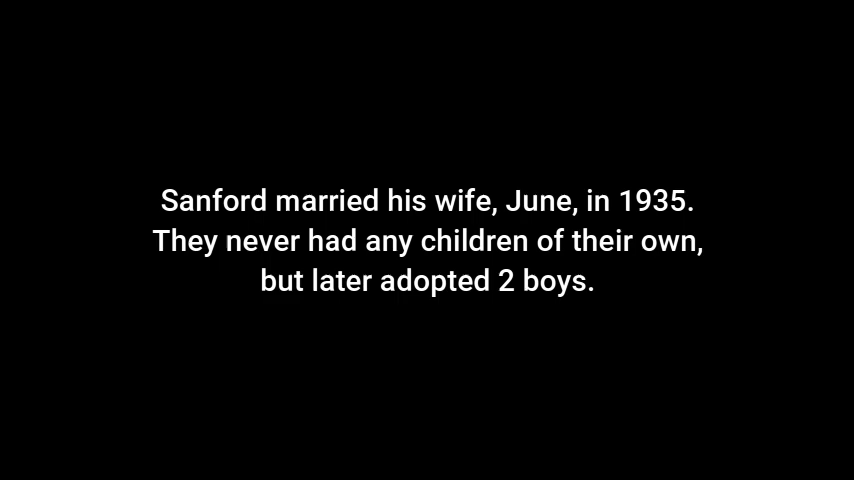 Sanford married his wife, June, in 1935.
They never had any children of their own,
but later adopted 2 boys.